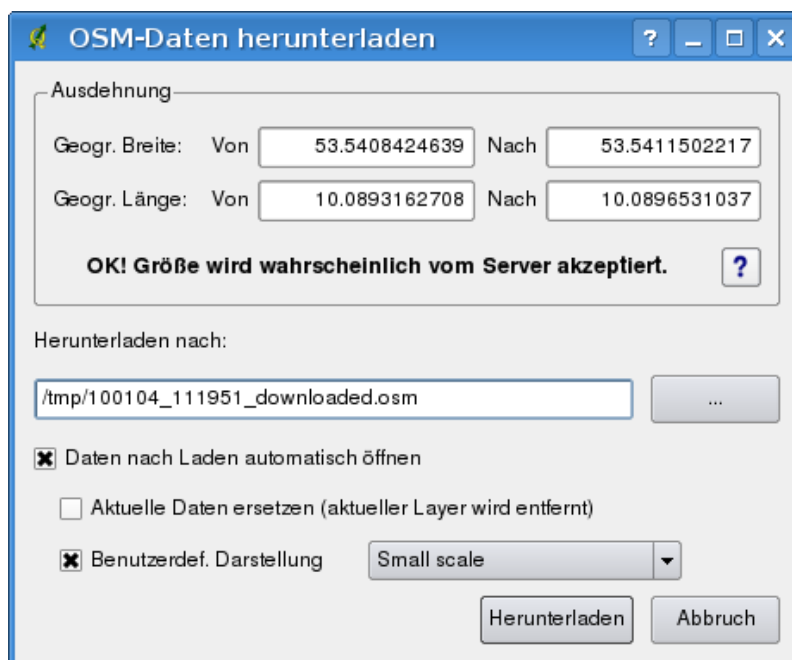 OSM-Daten herunterladen ?
Ausdehnung
Geogr. Breite: Von 53.5408424639 Nach 53.5411502217
Geogr. Länge: Von 10.0893162708 Nach 10.0896531037
OK! Größe wird wahrscheinlich vom Server akzeptiert. ?
Herunterladen nach:
/tmp/100104_111951_downloaded.osm ...
Daten nach Laden automatisch öffnen
Aktuelle Daten ersetzen (aktueller Layer wird entfernt)
Benutzerdef. Darstellung Small scale
Herunterladen Abbruch